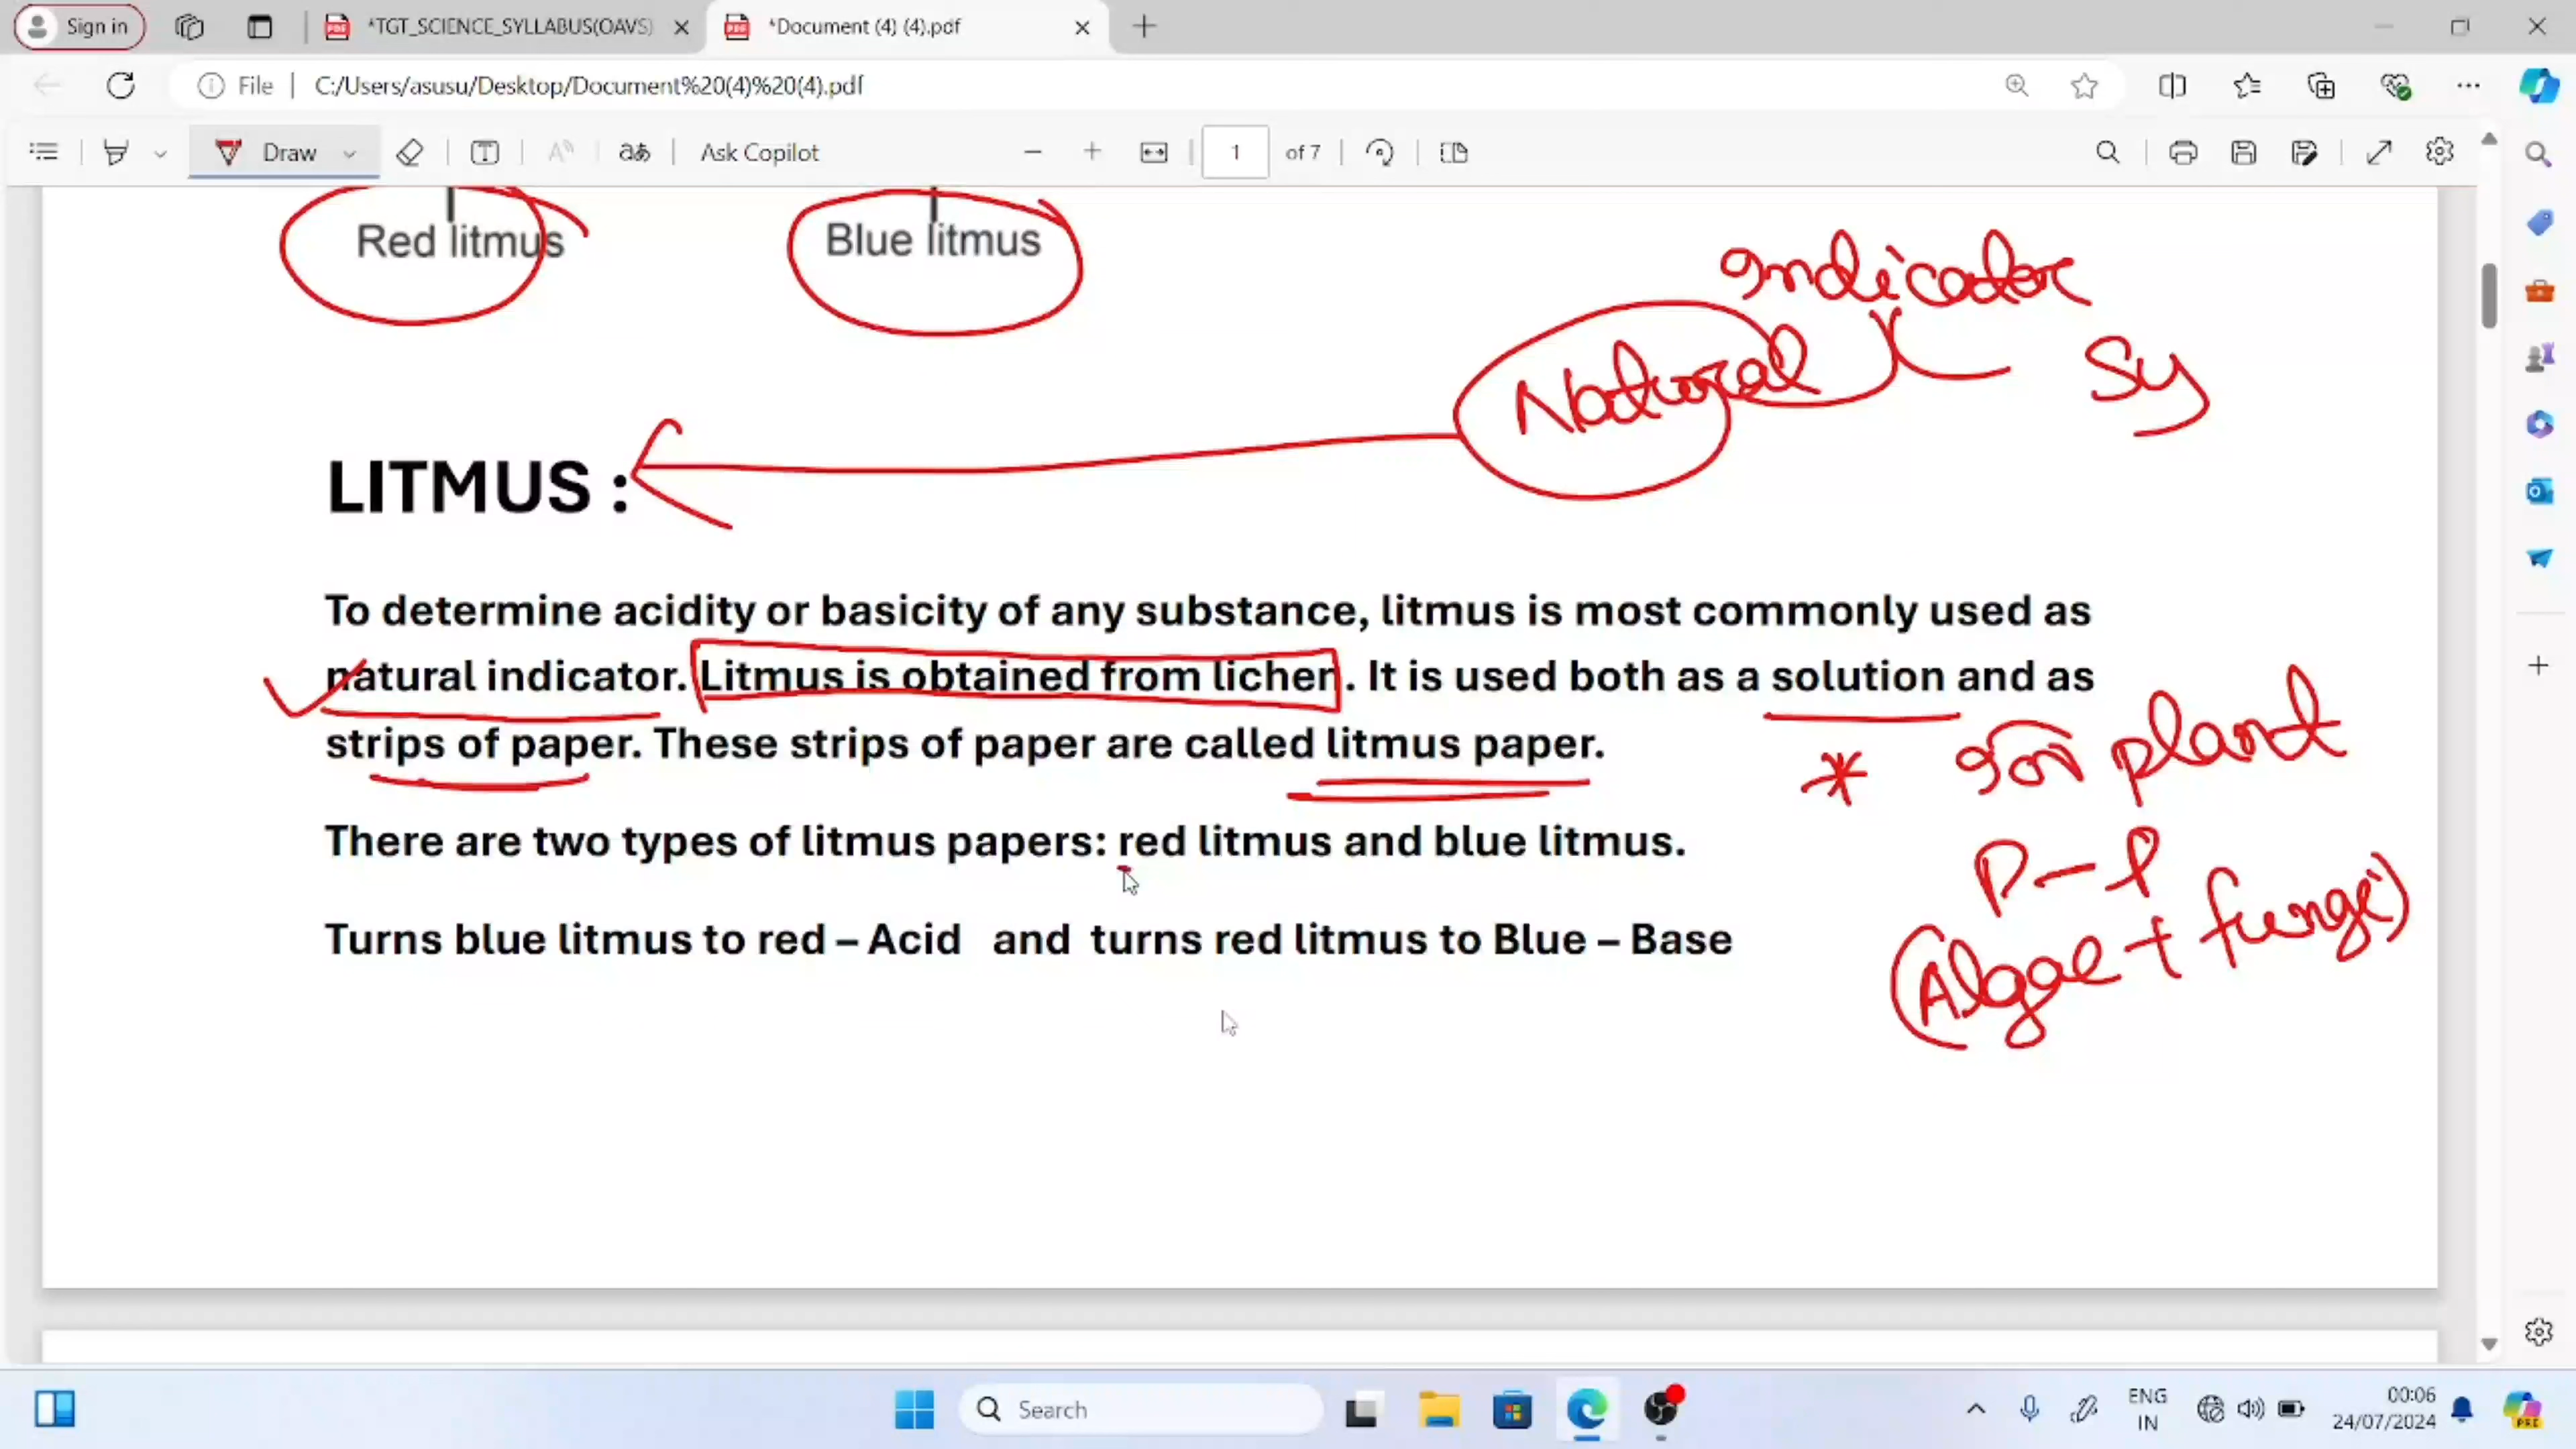 Sign in
*TGT_SCIENCE_SYLLABUS(OAVS)
*Document (4) (4).pdf
File
C:/Users/asusu/Desktop/Document%20(4)%20(4).pdf
Draw
aあ
Ask Copilot
1 of 7
Red litmus
Blue litmus
Indicator
Natural
Sy
LITMUS :
To determine acidity or basicity of any substance, litmus is most commonly used as
natural indicator. Litmus is obtained from lichen. It is used both as a solution and as
strips of paper. These strips of paper are called litmus paper.
plant
There are two types of litmus papers: red litmus and blue litmus.
P - P
(Algae + fungi)
Turns blue litmus to red – Acid and turns red litmus to Blue – Base
Search
ENG
IN
00:06
24/07/2024
PRE